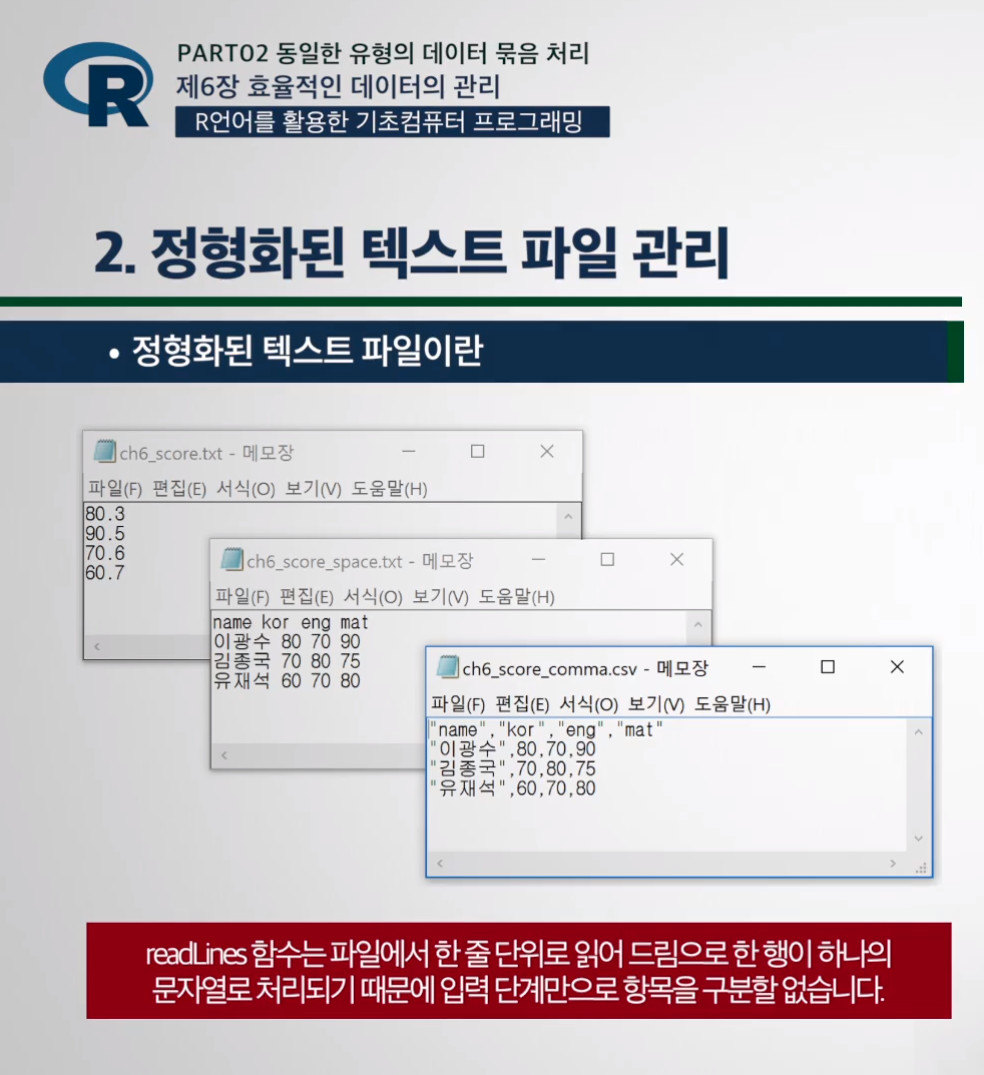 R
PART02 동일한 유형의 데이터 묶음 처리
제6장 효율적인 데이터의 관리
R언어를 활용한 기초컴퓨터 프로그래밍
2. 정형화된 텍스트 파일 관리
• 정형화된 텍스트 파일이란
ch6_score.txt - 메모장
파일(F) 편집(E) 서식(O) 보기(V) 도움말(H)
80.3
90.5
70.6
60.7
ch6_score_space.txt - 메모장
파일(F) 편집(E) 서식(O) 보기(V) 도움말(H)
name kor eng mat
이광수 80 70 90
김종국 70 80 75
유재석 60 70 80
ch6_score_comma.csv - 메모장
파일(F) 편집(E) 서식(O) 보기(V) 도움말(H)
"name","kor","eng","mat"
"이광수",80,70,90
"김종국",70,80,75
"유재석",60,70,80
readLines 함수는 파일에서 한 줄 단위로 읽어 드림으로 한 행이 하나의
문자열로 처리되기 때문에 입력 단계만으로 항목을 구분할 없습니다.